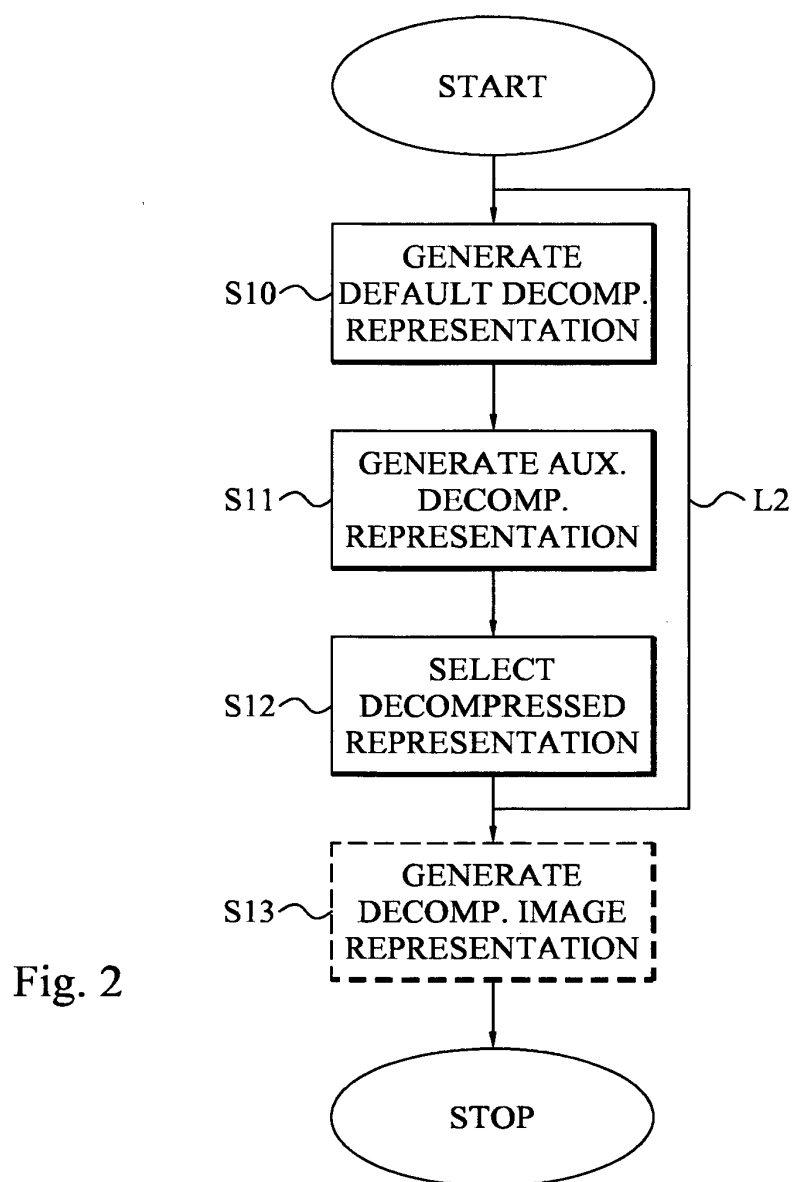 START
GENERATE
DEFAULT DECOMP.
REPRESENTATION
S10
GENERATE AUX.
DECOMP.
REPRESENTATION
S11
L2
SELECT
DECOMPRESSED
REPRESENTATION
S12
GENERATE
DECOMP. IMAGE
REPRESENTATION
S13
Fig. 2
STOP